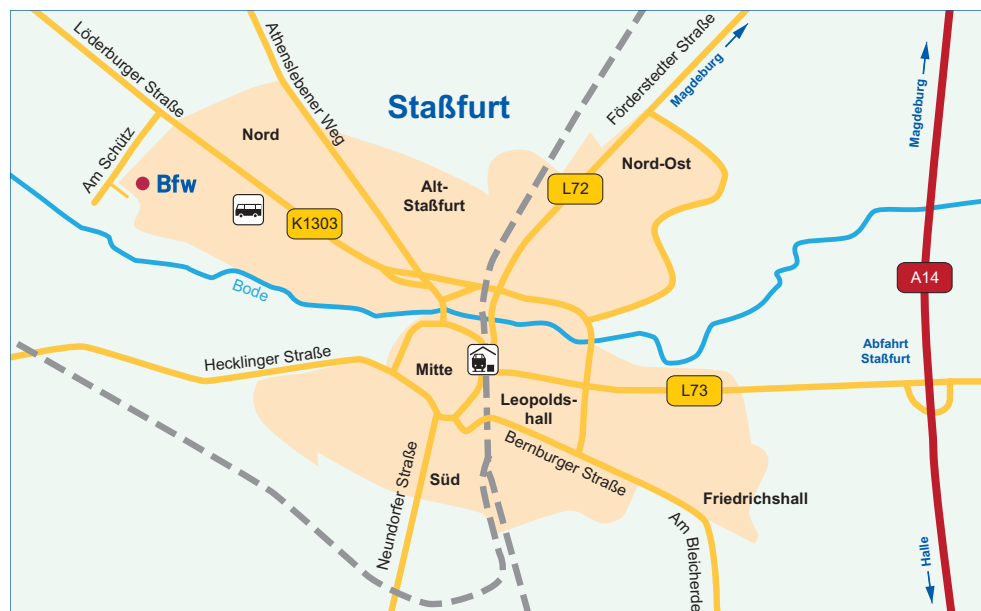 Löderburger Straße
Athenslebener Weg
Förderstedter Straße
Magdeburg
Magdeburg
Staßfurt
Nord
Am Schütz
Nord-Ost
Bfw
Alt-
Staßfurt
L72
K1303
A14
Bode
Abfahrt
Staßfurt
Hecklinger Straße
Mitte
L73
Leopolds-
hall
Bernburger Straße
Süd
Neundorfer Straße
Friedrichshall
Am Bleicherde
Halle